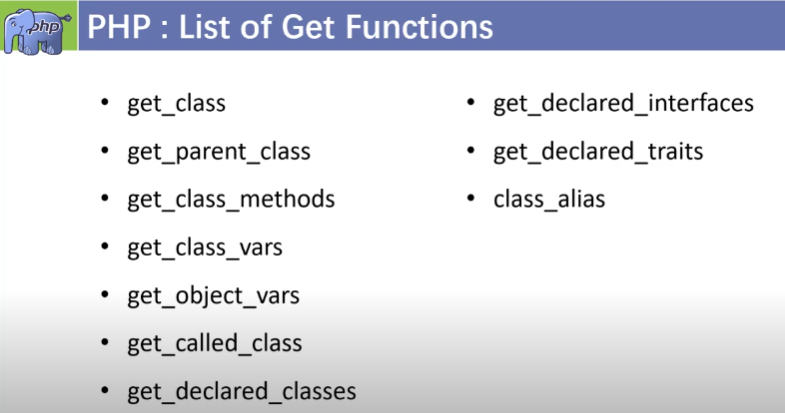 php
PHP : List of Get Functions
• get_class
• get_parent_class
• get_class_methods
• get_class_vars
• get_object_vars
• get_called_class
• get_declared_classes
• get_declared_interfaces
• get_declared_traits
• class_alias